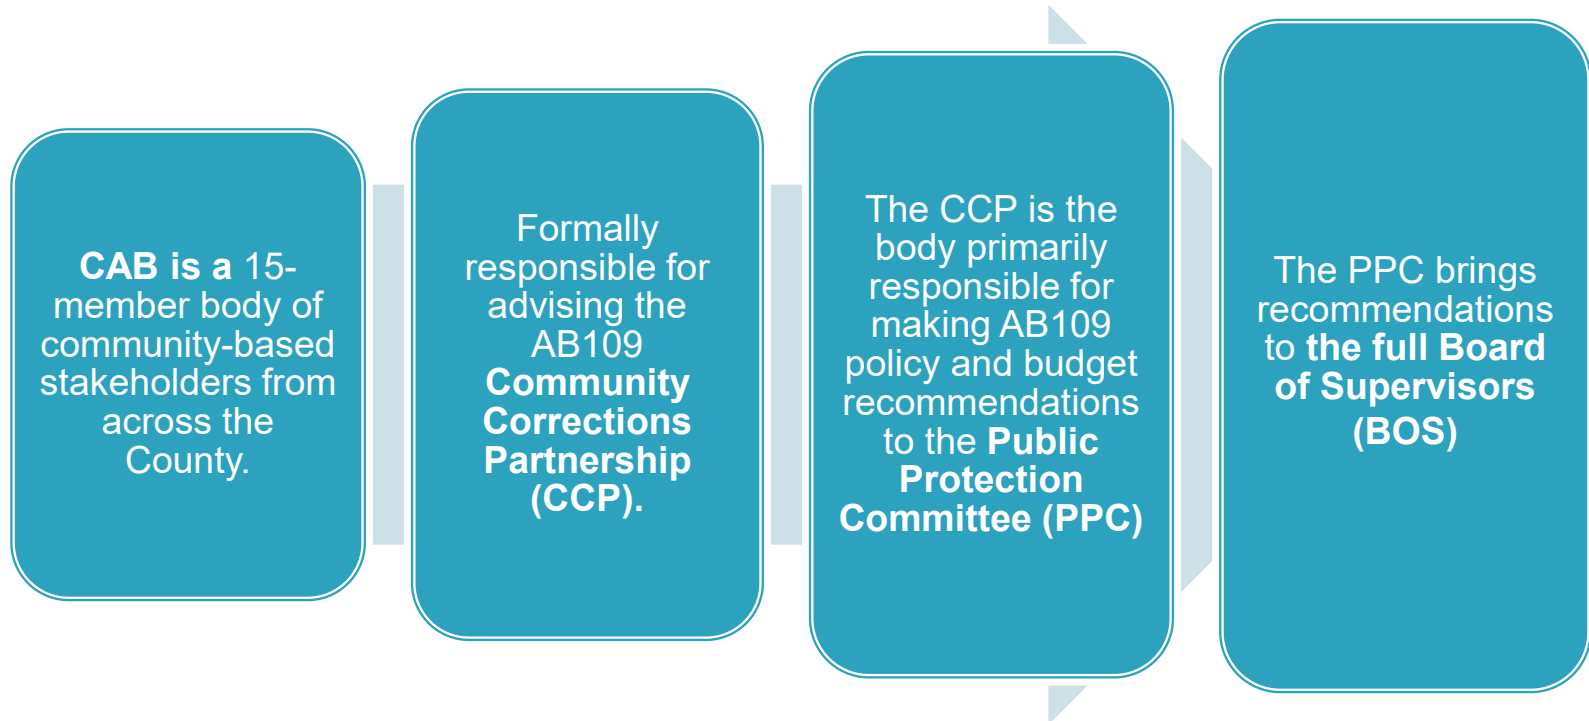 CAB is a 15-
member body of
community-based
stakeholders from
across the
County.
Formally
responsible for
advising the
AB109
Community
Corrections
Partnership
(CCP).
The CCP is the
body primarily
responsible for
making AB109
policy and budget
recommendations
to the Public
Protection
Committee (PPC)
The PPC brings
recommendations
to the full Board
of Supervisors
(BOS)